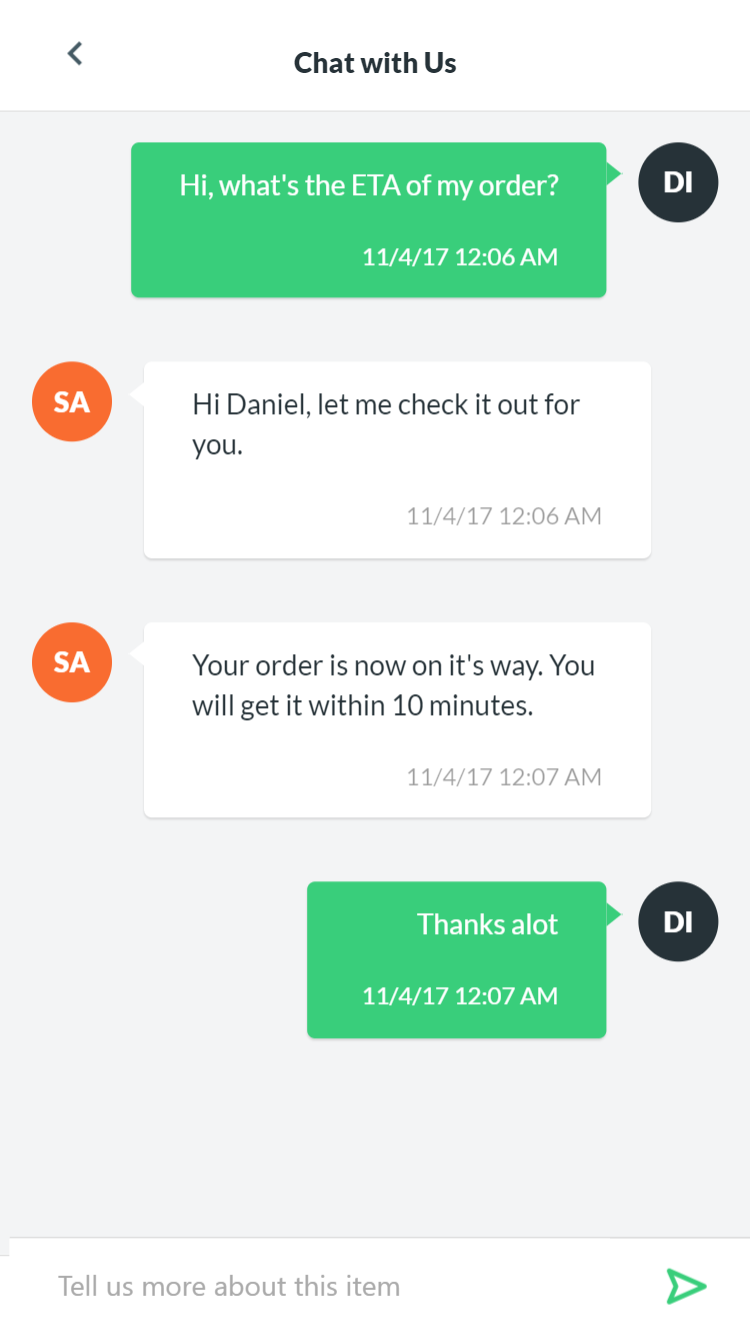 Chat with Us
Hi, what's the ETA of my order?
DI
11/4/17 12:06 AM
SA
Hi Daniel, let me check it out for
you.
11/4/17 12:06 AM
SA
Your order is now on it's way. You
will get it within 10 minutes.
11/4/17 12:07 AM
Thanks alot
DI
11/4/17 12:07 AM
Tell us more about this item